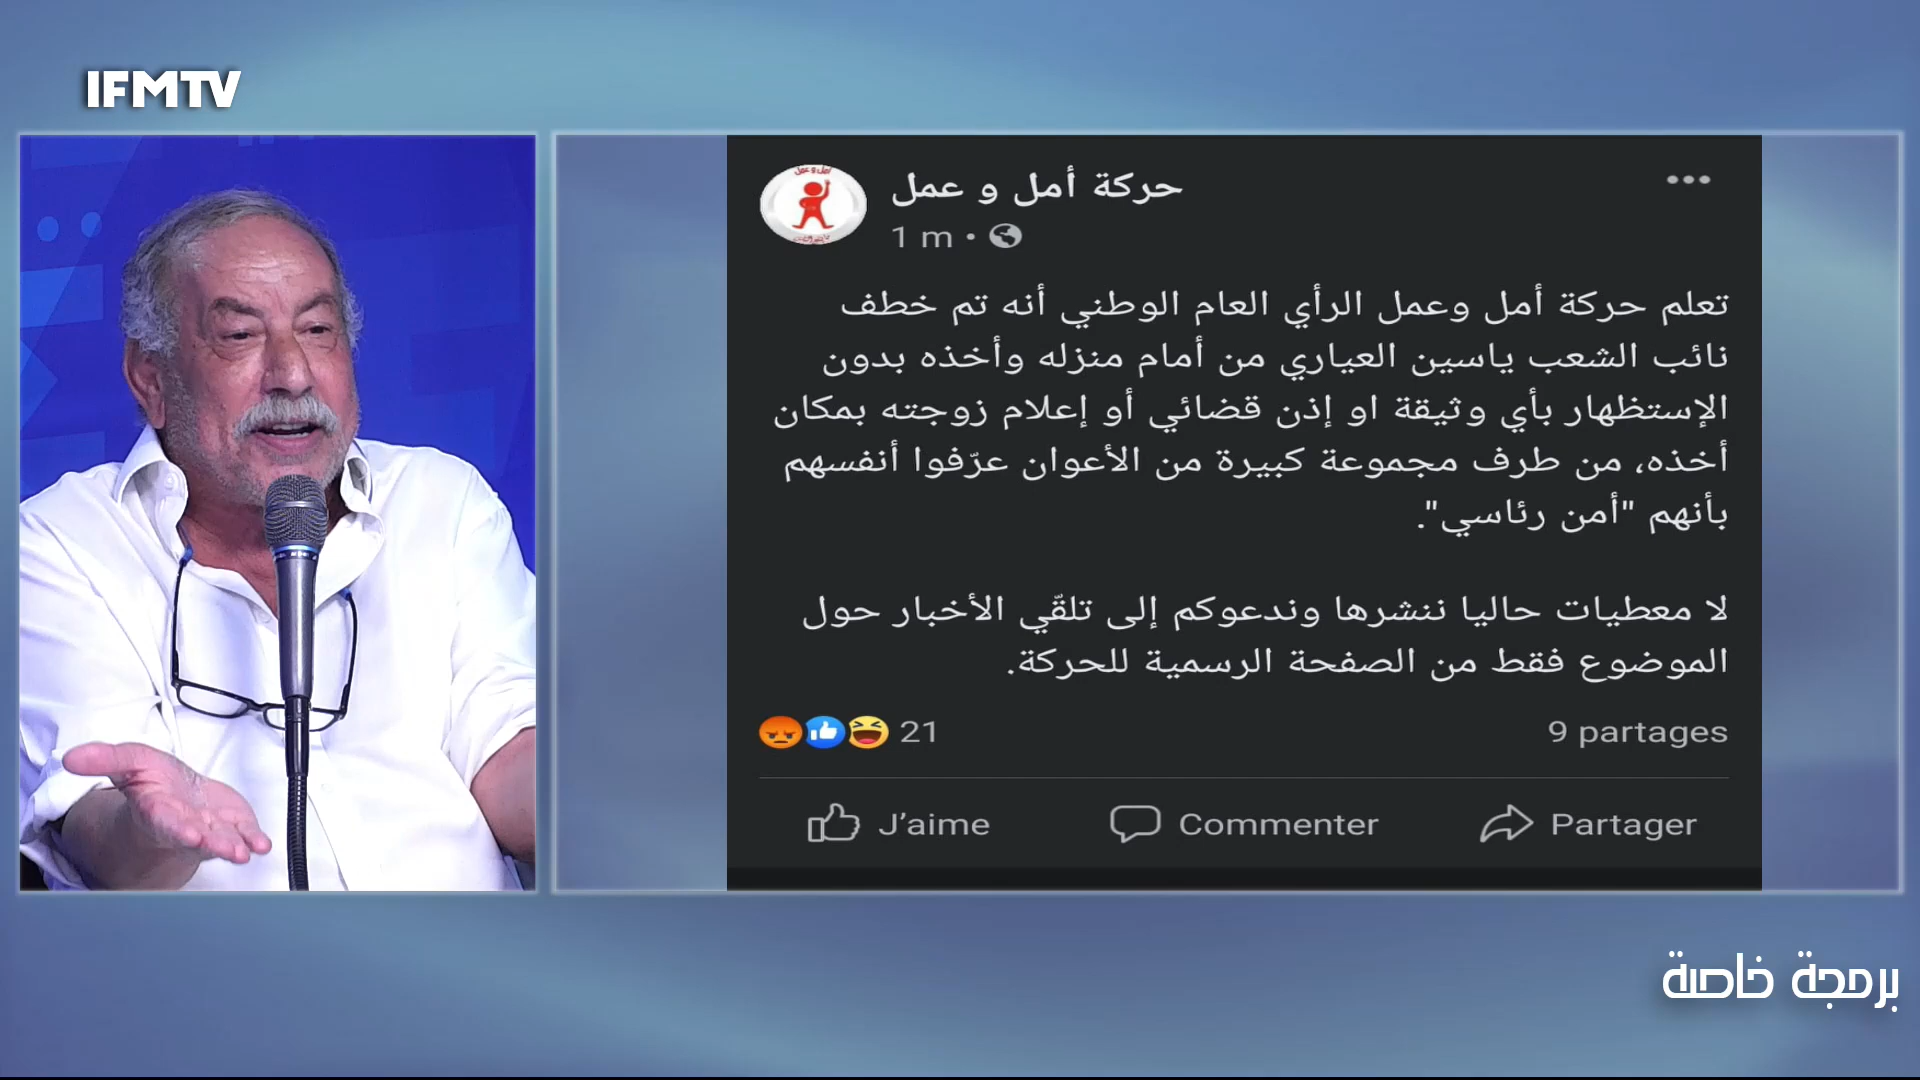 IFMTV
حركة أمل و عمل
1 m
تعلم حركة أمل وعمل الرأي العام الوطني أنه تم خطف
نائب الشعب ياسين العياري من أمام منزله وأخذه بدون
الإستظهار بأي وثيقة او إذن قضائي أو إعلام زوجته بمكان
أخذه، من طرف مجموعة كبيرة من الأعوان عرّفوا أنفسهم
بأنهم "أمن رئاسي".
لا معطيات حاليا ننشرها وندعوكم إلى تلقّي الأخبار حول
الموضوع فقط من الصفحة الرسمية للحركة.
21
9 partages
J’aime
Commenter
Partager
برمجة خاصة